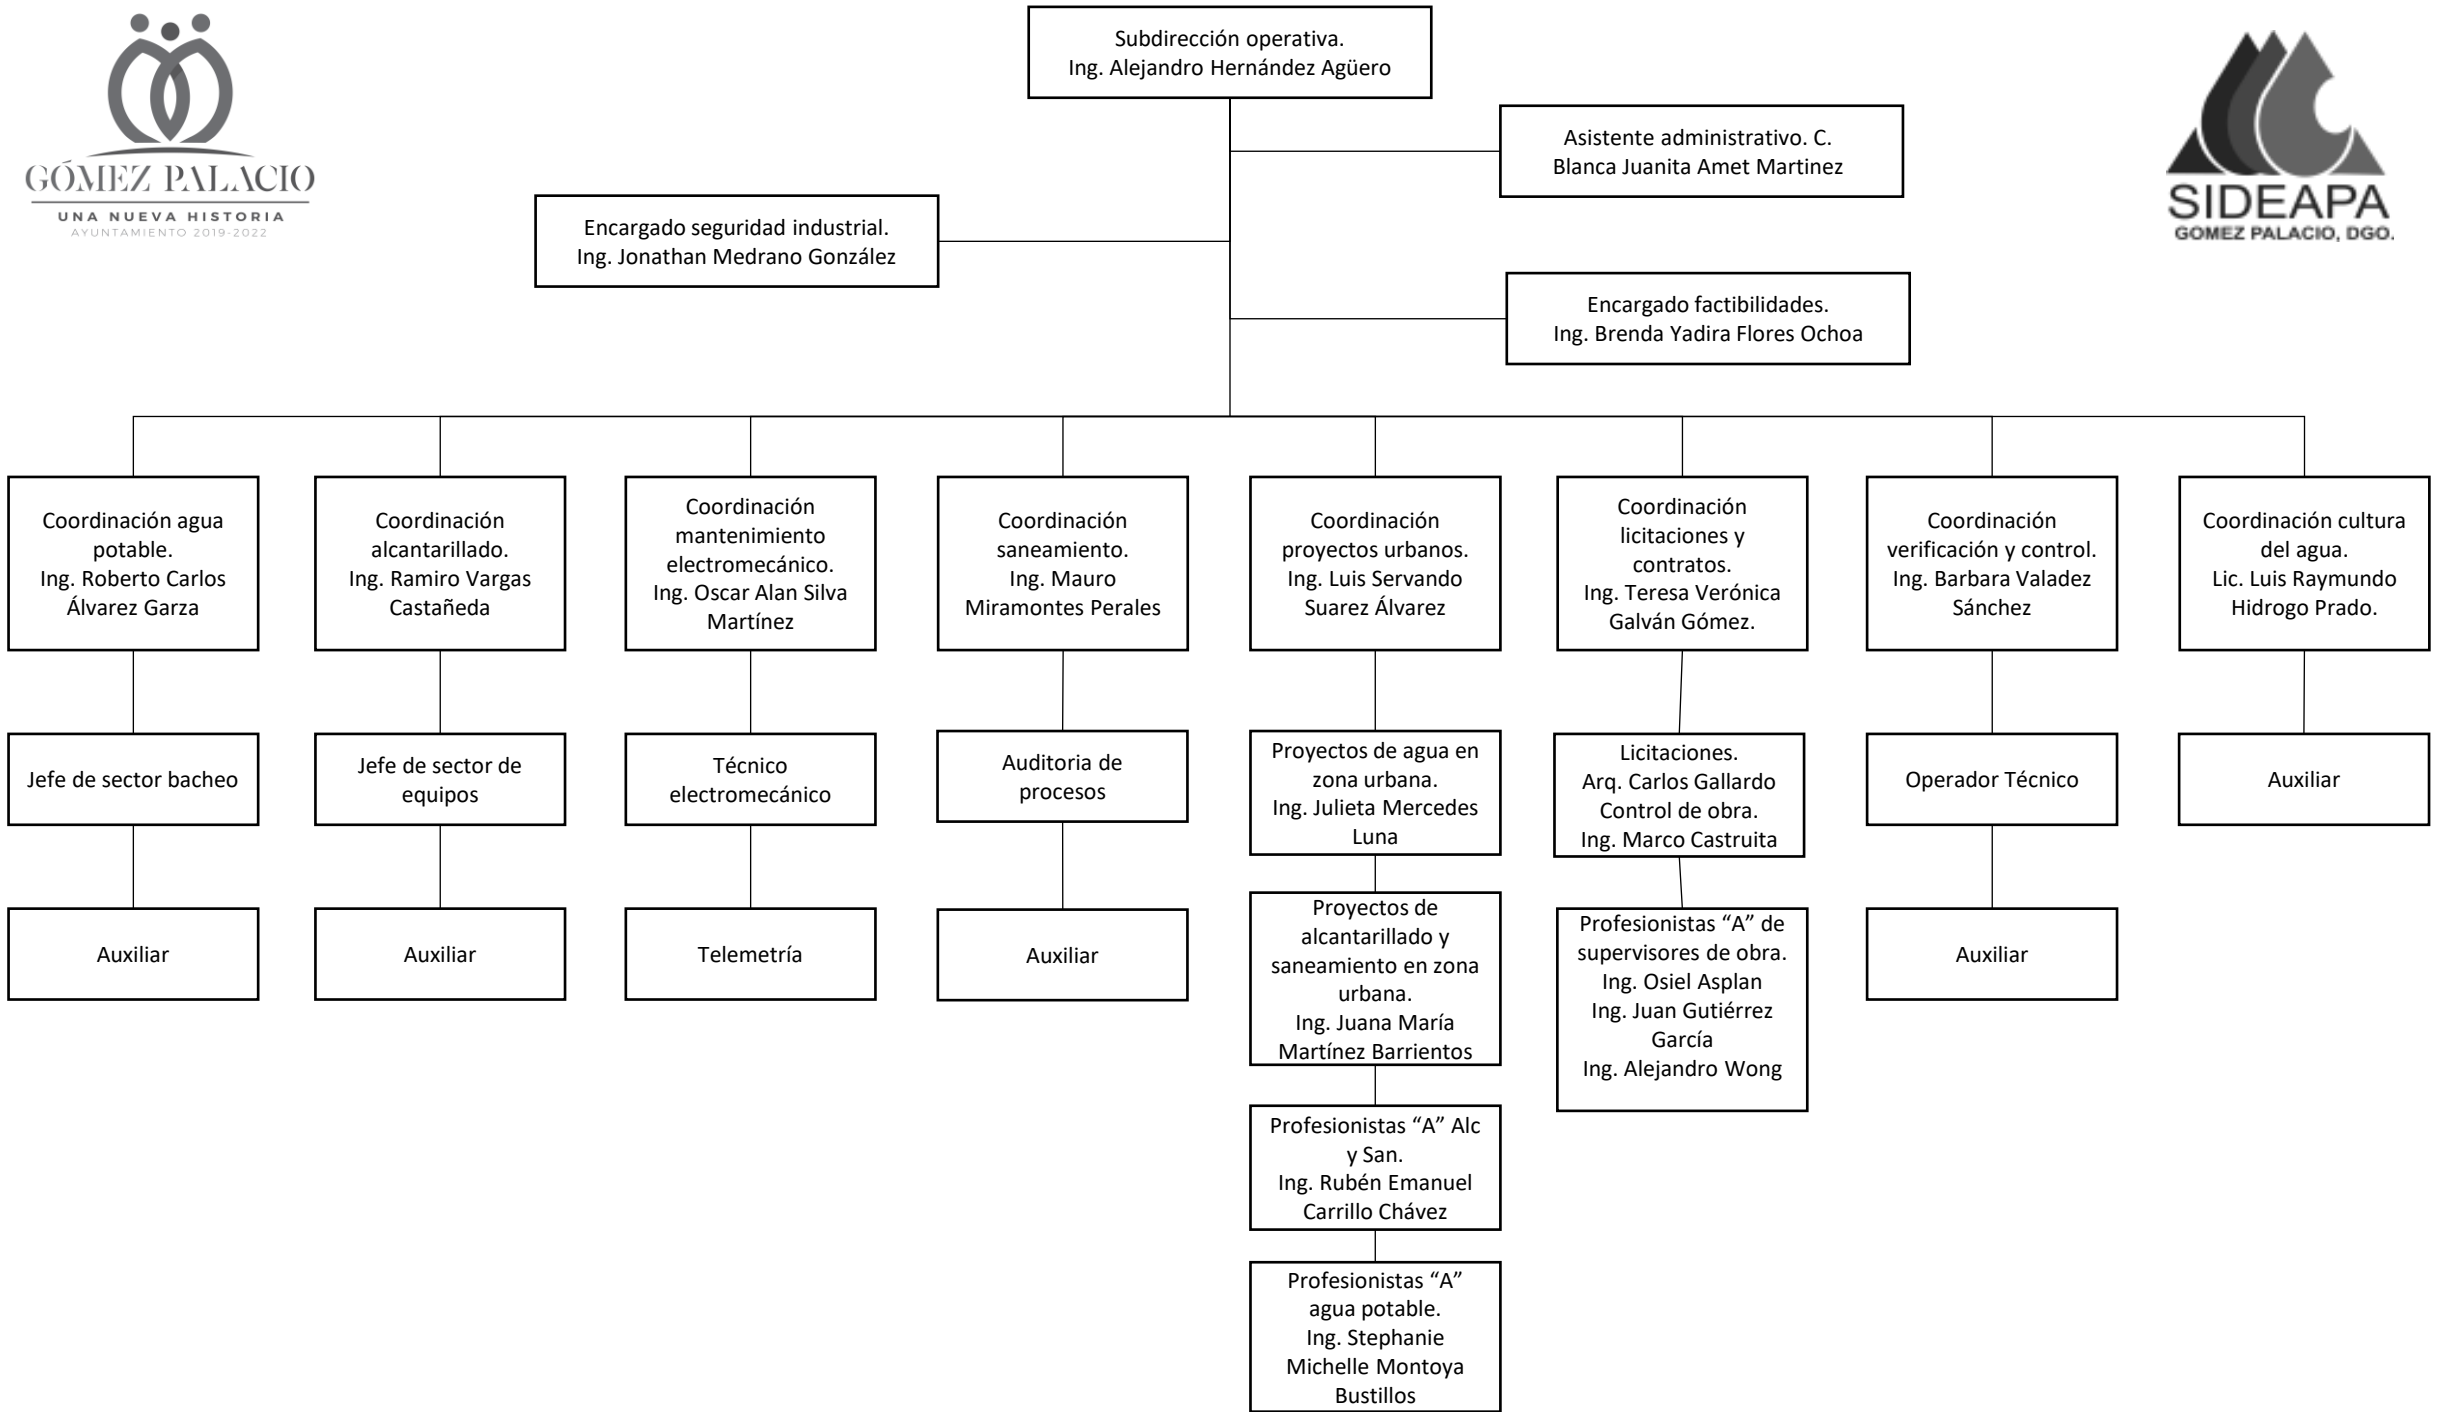 GÓMEZ PALACIO
UNA NUEVA HISTORIA
AYUNTAMIENTO 2019-2022
Subdirección operativa.
Ing. Alejandro Hernández Agüero
SIDEAPA
GOMEZ PALACIO, DGO.
Asistente administrativo. C.
Blanca Juanita Amet Martinez
Encargado seguridad industrial.
Ing. Jonathan Medrano González
Encargado factibilidades.
Ing. Brenda Yadira Flores Ochoa
Coordinación agua
potable.
Ing. Roberto Carlos
Álvarez Garza
Coordinación
alcantarillado.
Ing. Ramiro Vargas
Castañeda
Coordinación
mantenimiento
electromecánico.
Ing. Oscar Alan Silva
Martínez
Coordinación
saneamiento.
Ing. Mauro
Miramontes Perales
Coordinación
proyectos urbanos.
Ing. Luis Servando
Suarez Álvarez
Coordinación
licitaciones y
contratos.
Ing. Teresa Verónica
Galván Gómez.
Coordinación
verificación y control.
Ing. Barbara Valadez
Sánchez
Coordinación cultura
del agua.
Lic. Luis Raymundo
Hidrogo Prado.
Jefe de sector bacheo
Jefe de sector de
equipos
Técnico
electromecánico
Auditoria de
procesos
Proyectos de agua en
zona urbana.
Ing. Julieta Mercedes
Luna
Licitaciones.
Arq. Carlos Gallardo
Control de obra.
Ing. Marco Castruita
Operador Técnico
Auxiliar
Auxiliar
Auxiliar
Telemetría
Auxiliar
Proyectos de
alcantarillado y
saneamiento en zona
urbana.
Ing. Juana María
Martínez Barrientos
Profesionistas “A” de
supervisores de obra.
Ing. Osiel Asplan
Ing. Juan Gutiérrez
García
Ing. Alejandro Wong
Auxiliar
Profesionistas “A” Alc
y San.
Ing. Rubén Emanuel
Carrillo Chávez
Profesionistas “A”
agua potable.
Ing. Stephanie
Michelle Montoya
Bustillos